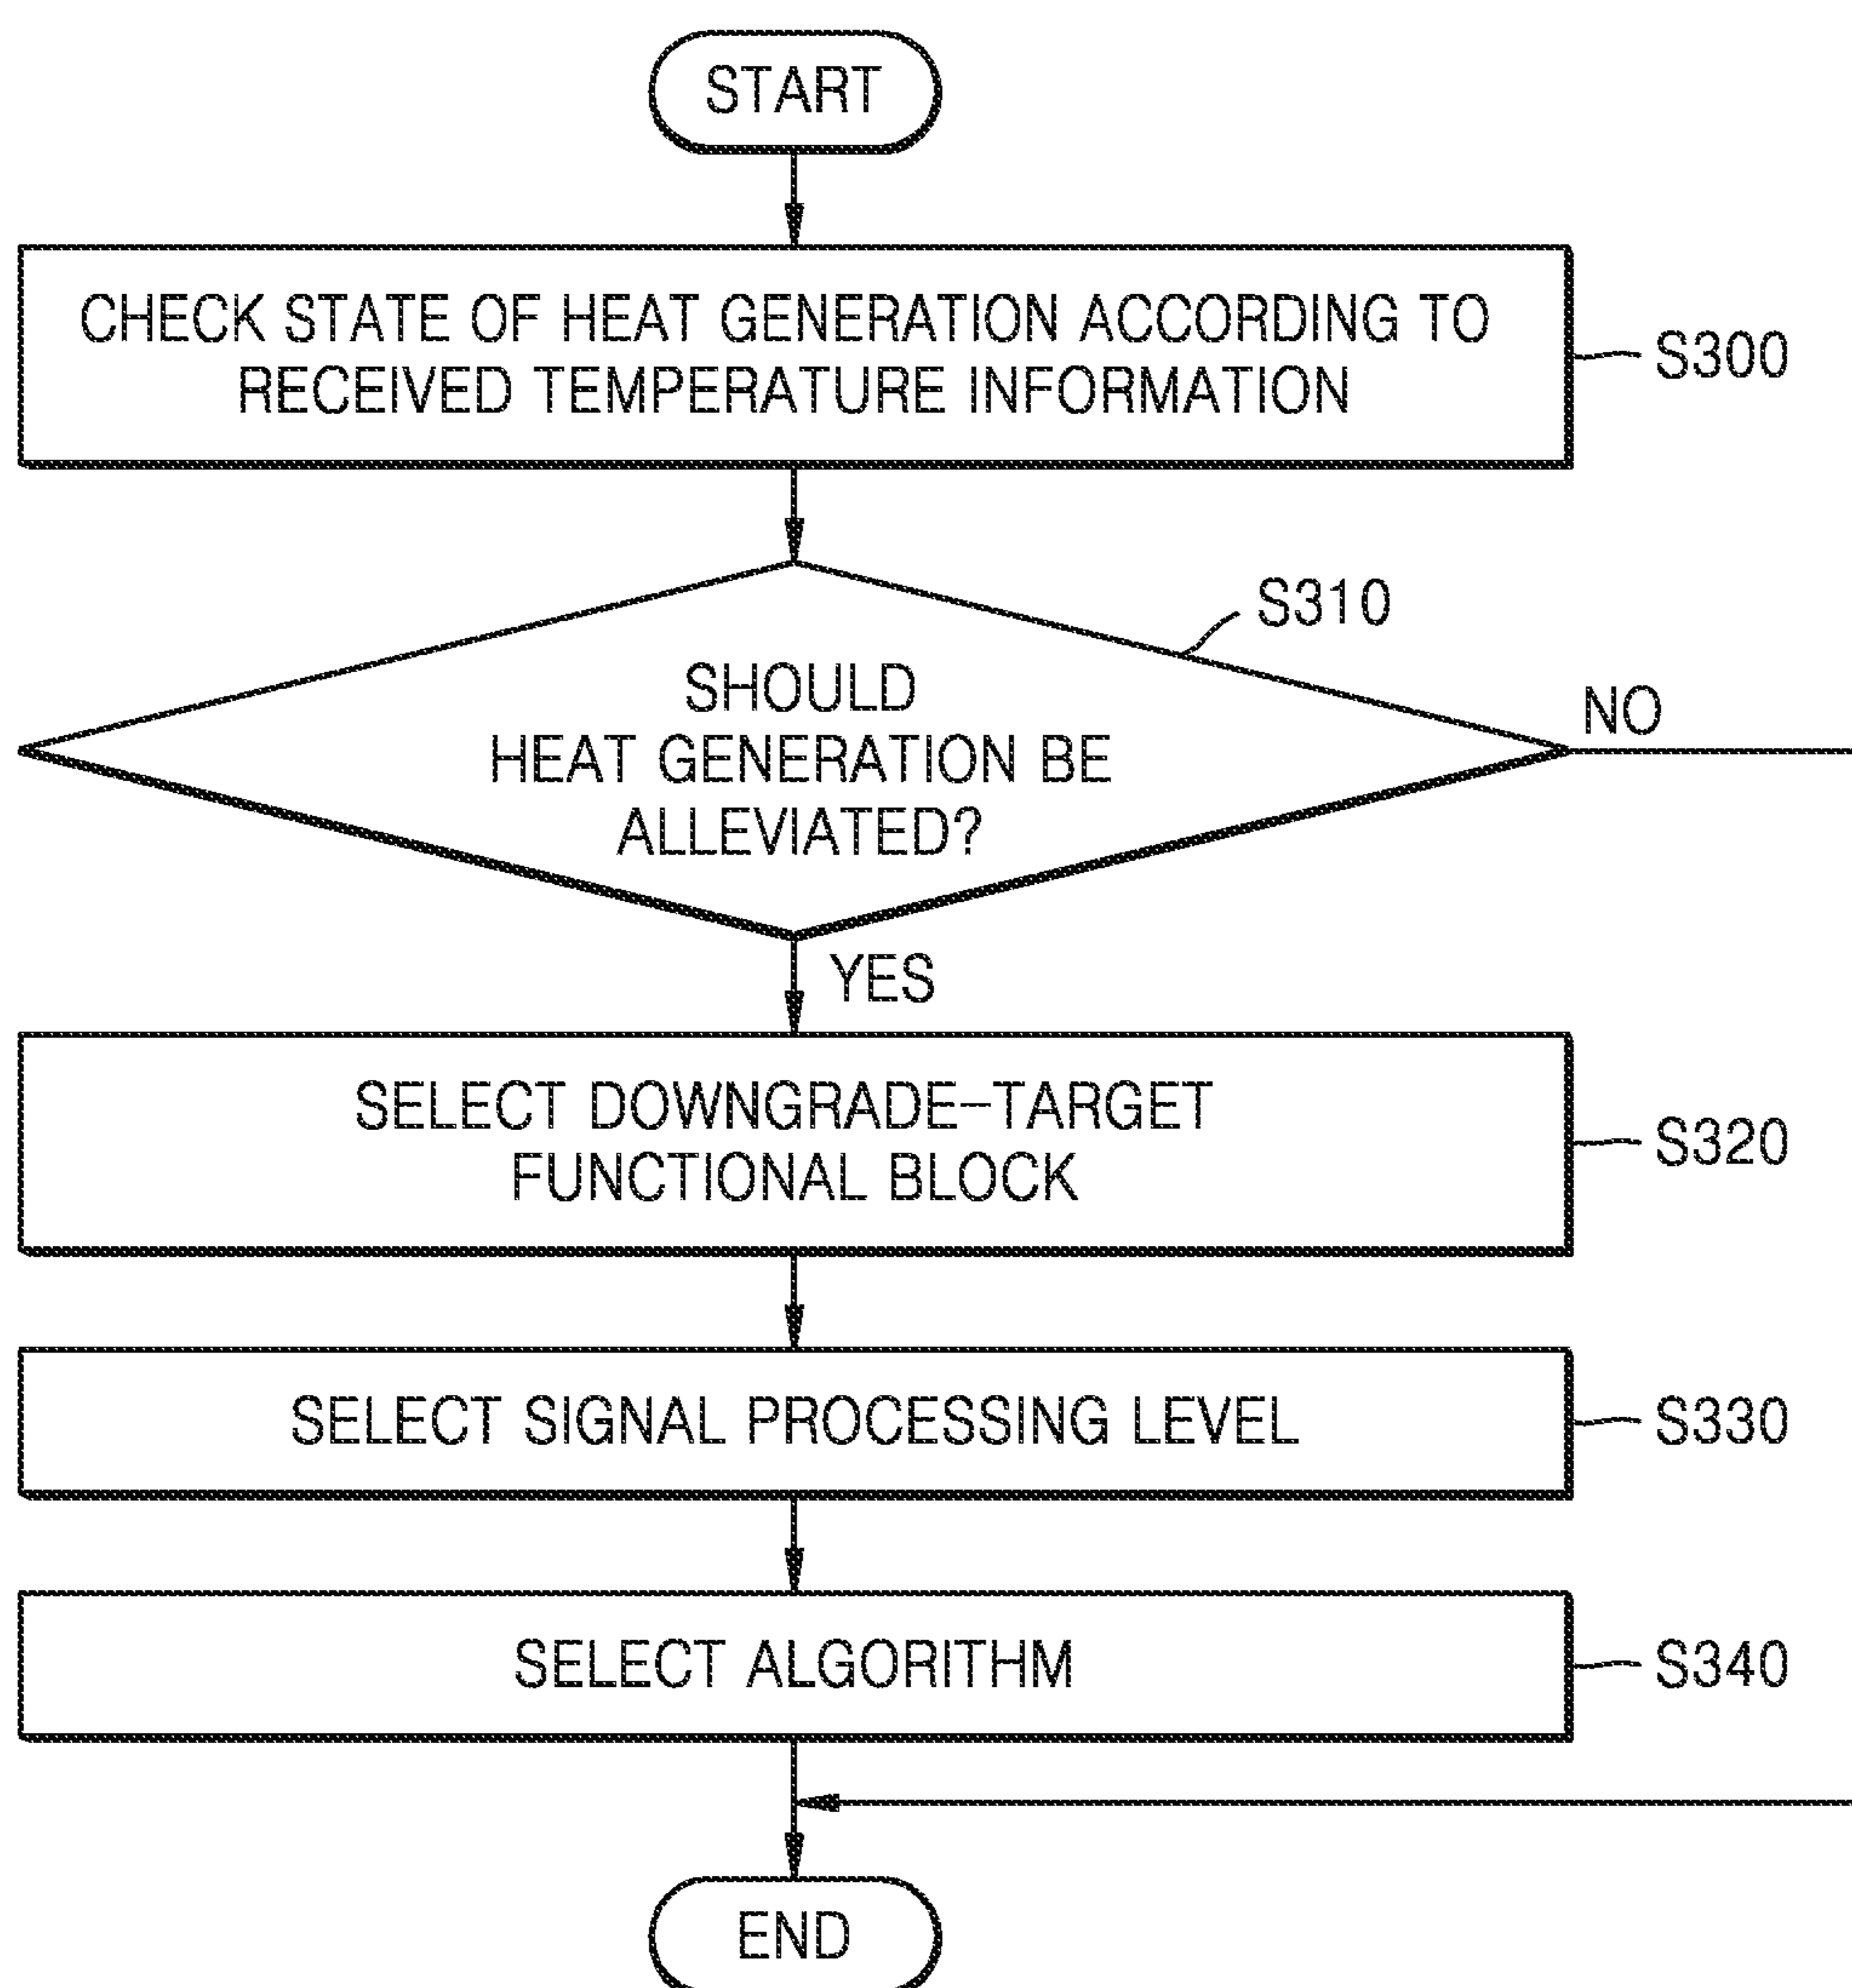 START
CHECK STATE OF HEAT GENERATION ACCORDING TO
RECEIVED TEMPERATURE INFORMATION
S300
S310
SHOULD
HEAT GENERATION BE
ALLEVIATED?
NO
YES
SELECT DOWNGRADE-TARGET
FUNCTIONAL BLOCK
S320
SELECT SIGNAL PROCESSING LEVEL
S330
SELECT ALGORITHM
S340
END